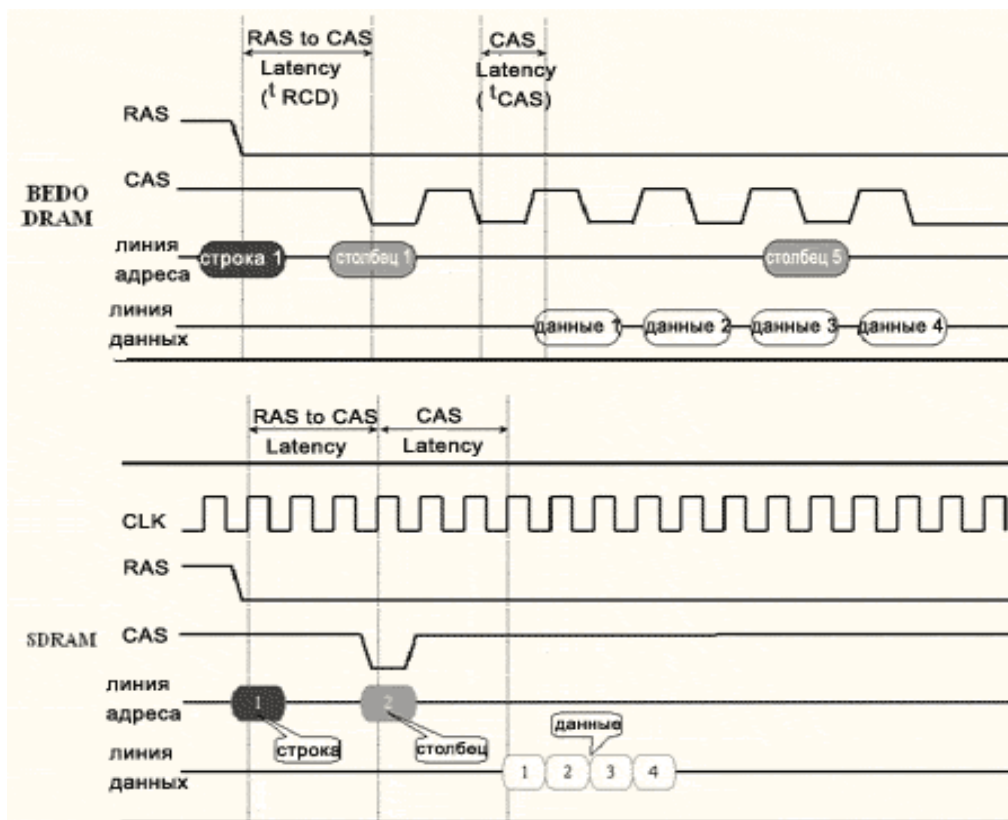 RAS to CAS
Latency
(t RCD)
CAS
Latency
(tCAS)
RAS
BEDO
DRAM
CAS
линия
адреса
строка 1
столбец 1
столбец 5
линия
данных
данные 1
данные 2
данные 3
данные 4
RAS to CAS
Latency
CAS
Latency
CLK
RAS
SDRAM
CAS
линия
адреса
1
2
строка
столбец
данные
линия
данных
1
2
3
4